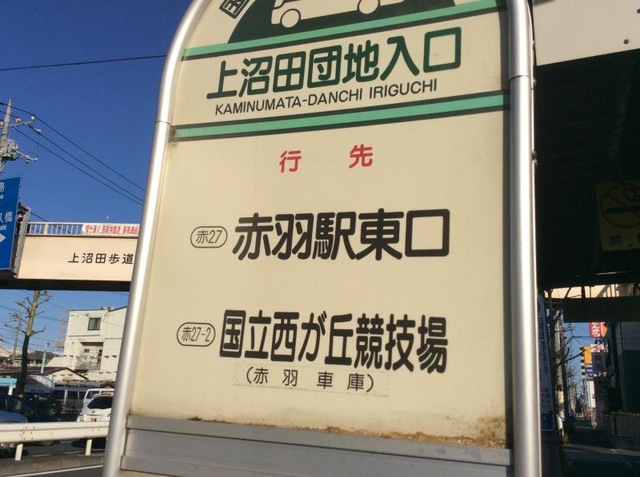 国
上沼田団地入口
KAMINUMATA-DANCHI IRIGUCHI
行先
赤27 赤羽駅東口
赤27-2 国立西が丘競技場
(赤羽車庫)
上沼田歩道